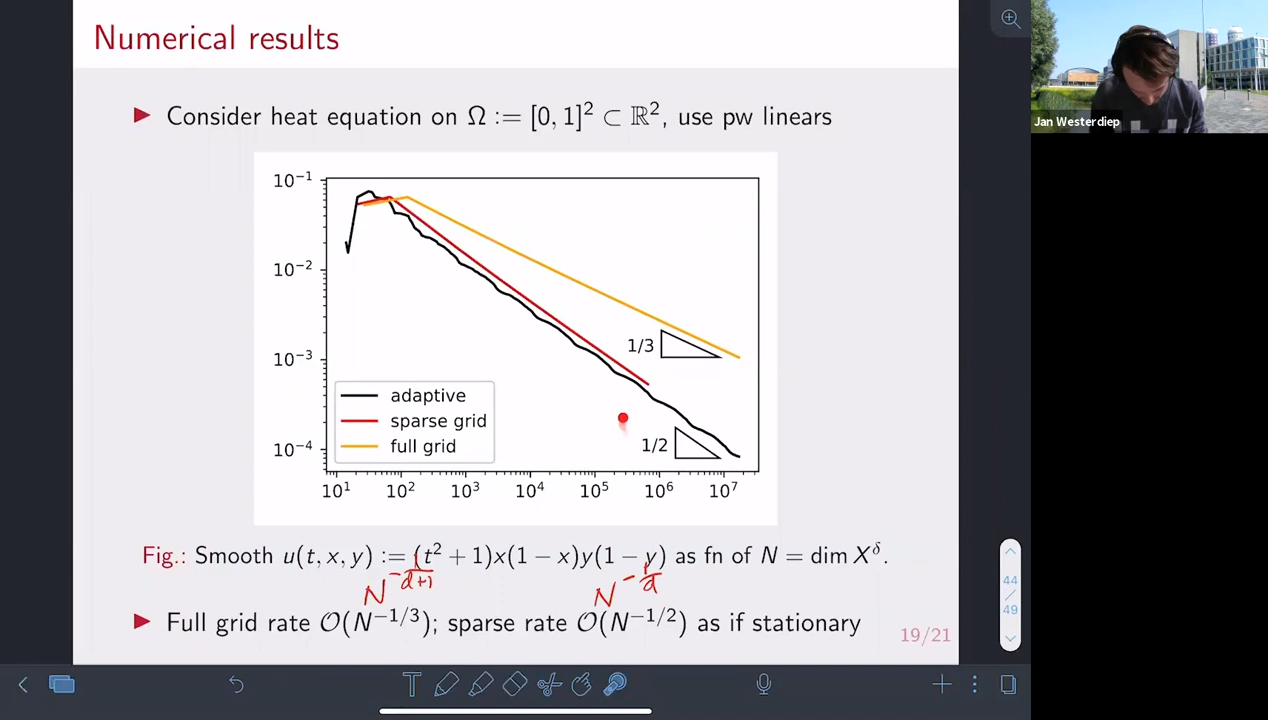 Numerical results
▶ Consider heat equation on Ω := [0, 1]² ⊂ ℝ², use pw linears
10⁻¹
10⁻²
10⁻³
10⁻⁴
1/3
1/2
adaptive
sparse grid
full grid
10¹ 10² 10³ 10⁴ 10⁵ 10⁶ 10⁷
Fig.: Smooth u(t, x, y) := (t² + 1)x(1 − x)y(1 − y) as fn of N = dim X^δ.
N^{-1/(d+1)} N^{-1/d}
▶ Full grid rate 𝒪(N^{−1/3}); sparse rate 𝒪(N^{−1/2}) as if stationary
19/21
Jan Westerdiep
44
/
49
T